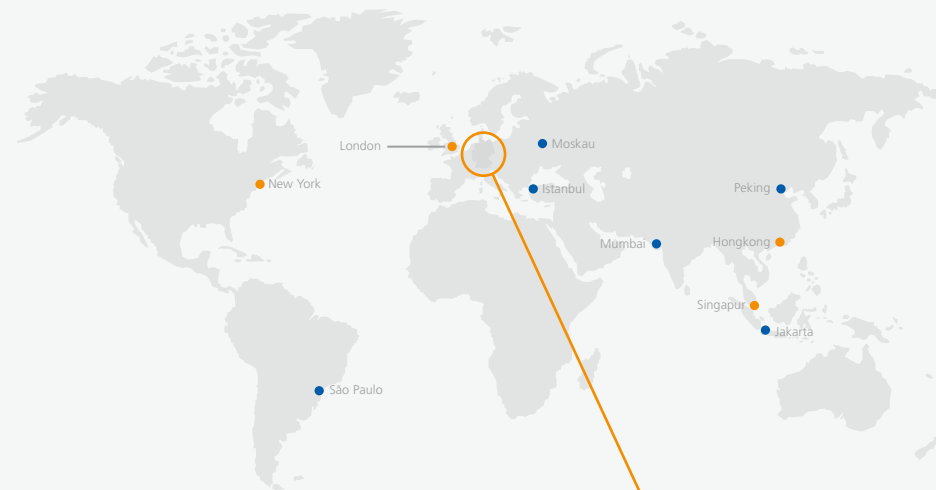 London
Moskau
New York
Istanbul
Peking
Mumbai
Hongkong
Singapur
Jakarta
São Paulo